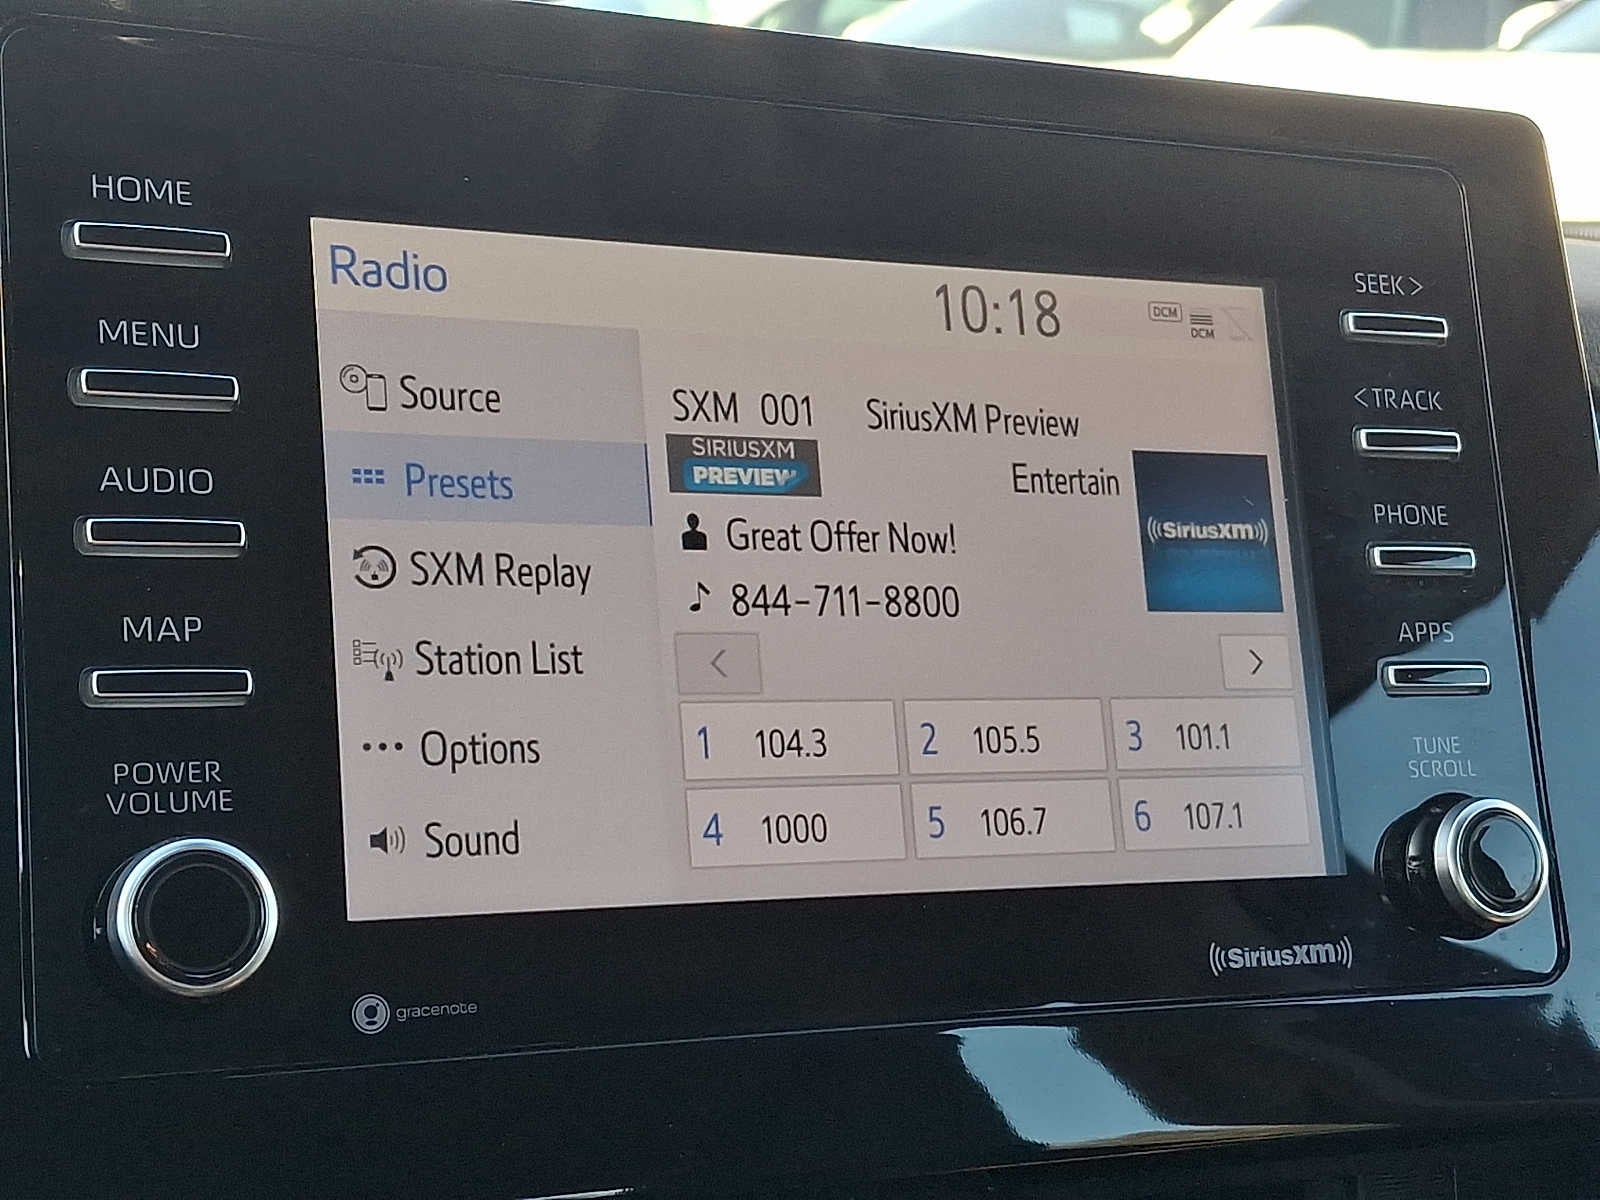 HOME
MENU
AUDIO
MAP
POWER
VOLUME
Radio
10:18
DCM
DCM
Source
Presets
SXM Replay
Station List
Options
Sound
SXM 001 SiriusXM Preview
SIRIUSXM
PREVIEW
Entertain
Great Offer Now!
844-711-8800
((SiriusXM))
<
>
1 104.3
2 105.5
3 101.1
4 1000
5 106.7
6 107.1
SEEK >
< TRACK
PHONE
APPS
TUNE
SCROLL
gracenote
((SiriusXM))